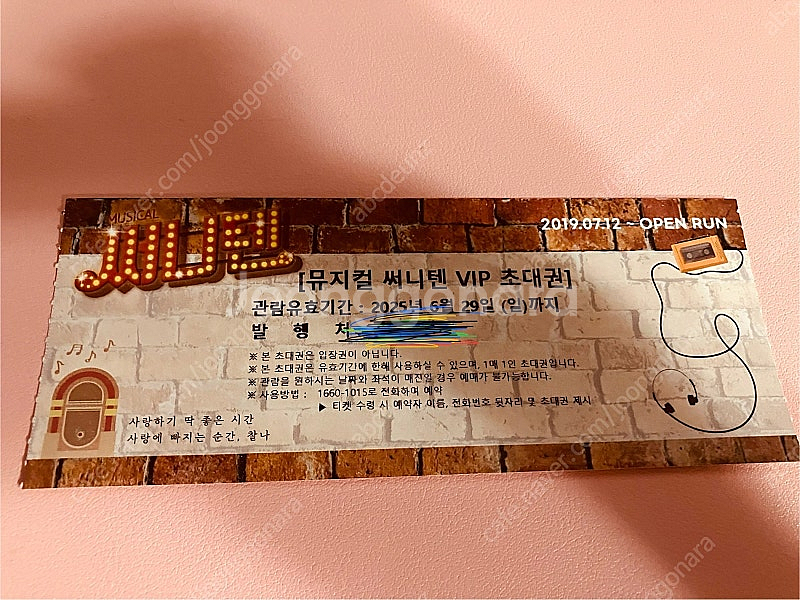 MUSICAL
써니텐
2019.07.12 ~ OPEN RUN
[뮤지컬 써니텐 VIP 초대권]
관람유효기간 - 2025년 6월 29일 (일)까지
발 행 처
※ 본 초대권은 입장권이 아닙니다.
※ 본 초대권은 유효기간에 한해 사용하실 수 있으며, 1매 1인 초대권입니다.
※ 관람을 원하시는 날짜와 좌석이 매진일 경우 예매가 불가능합니다.
※ 사용방법 : 1660-1015로 전화하여 예약
▶ 티켓 수령 시 예약자 이름, 전화번호 뒷자리 및 초대권 제시
사랑하기 딱 좋은 시간
사랑에 빠지는 순간, 찰나
joonggonara
cafe.naver.com/joonggonara